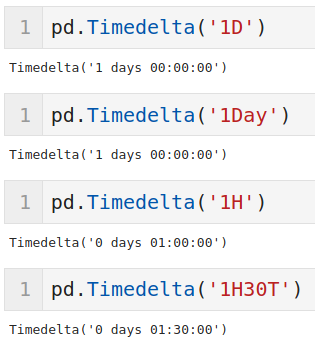 1 pd.Timedelta('1D')
Timedelta('1 days 00:00:00')
1 pd.Timedelta('1Day')
Timedelta('1 days 00:00:00')
1 pd.Timedelta('1H')
Timedelta('0 days 01:00:00')
1 pd.Timedelta('1H30T')
Timedelta('0 days 01:30:00')